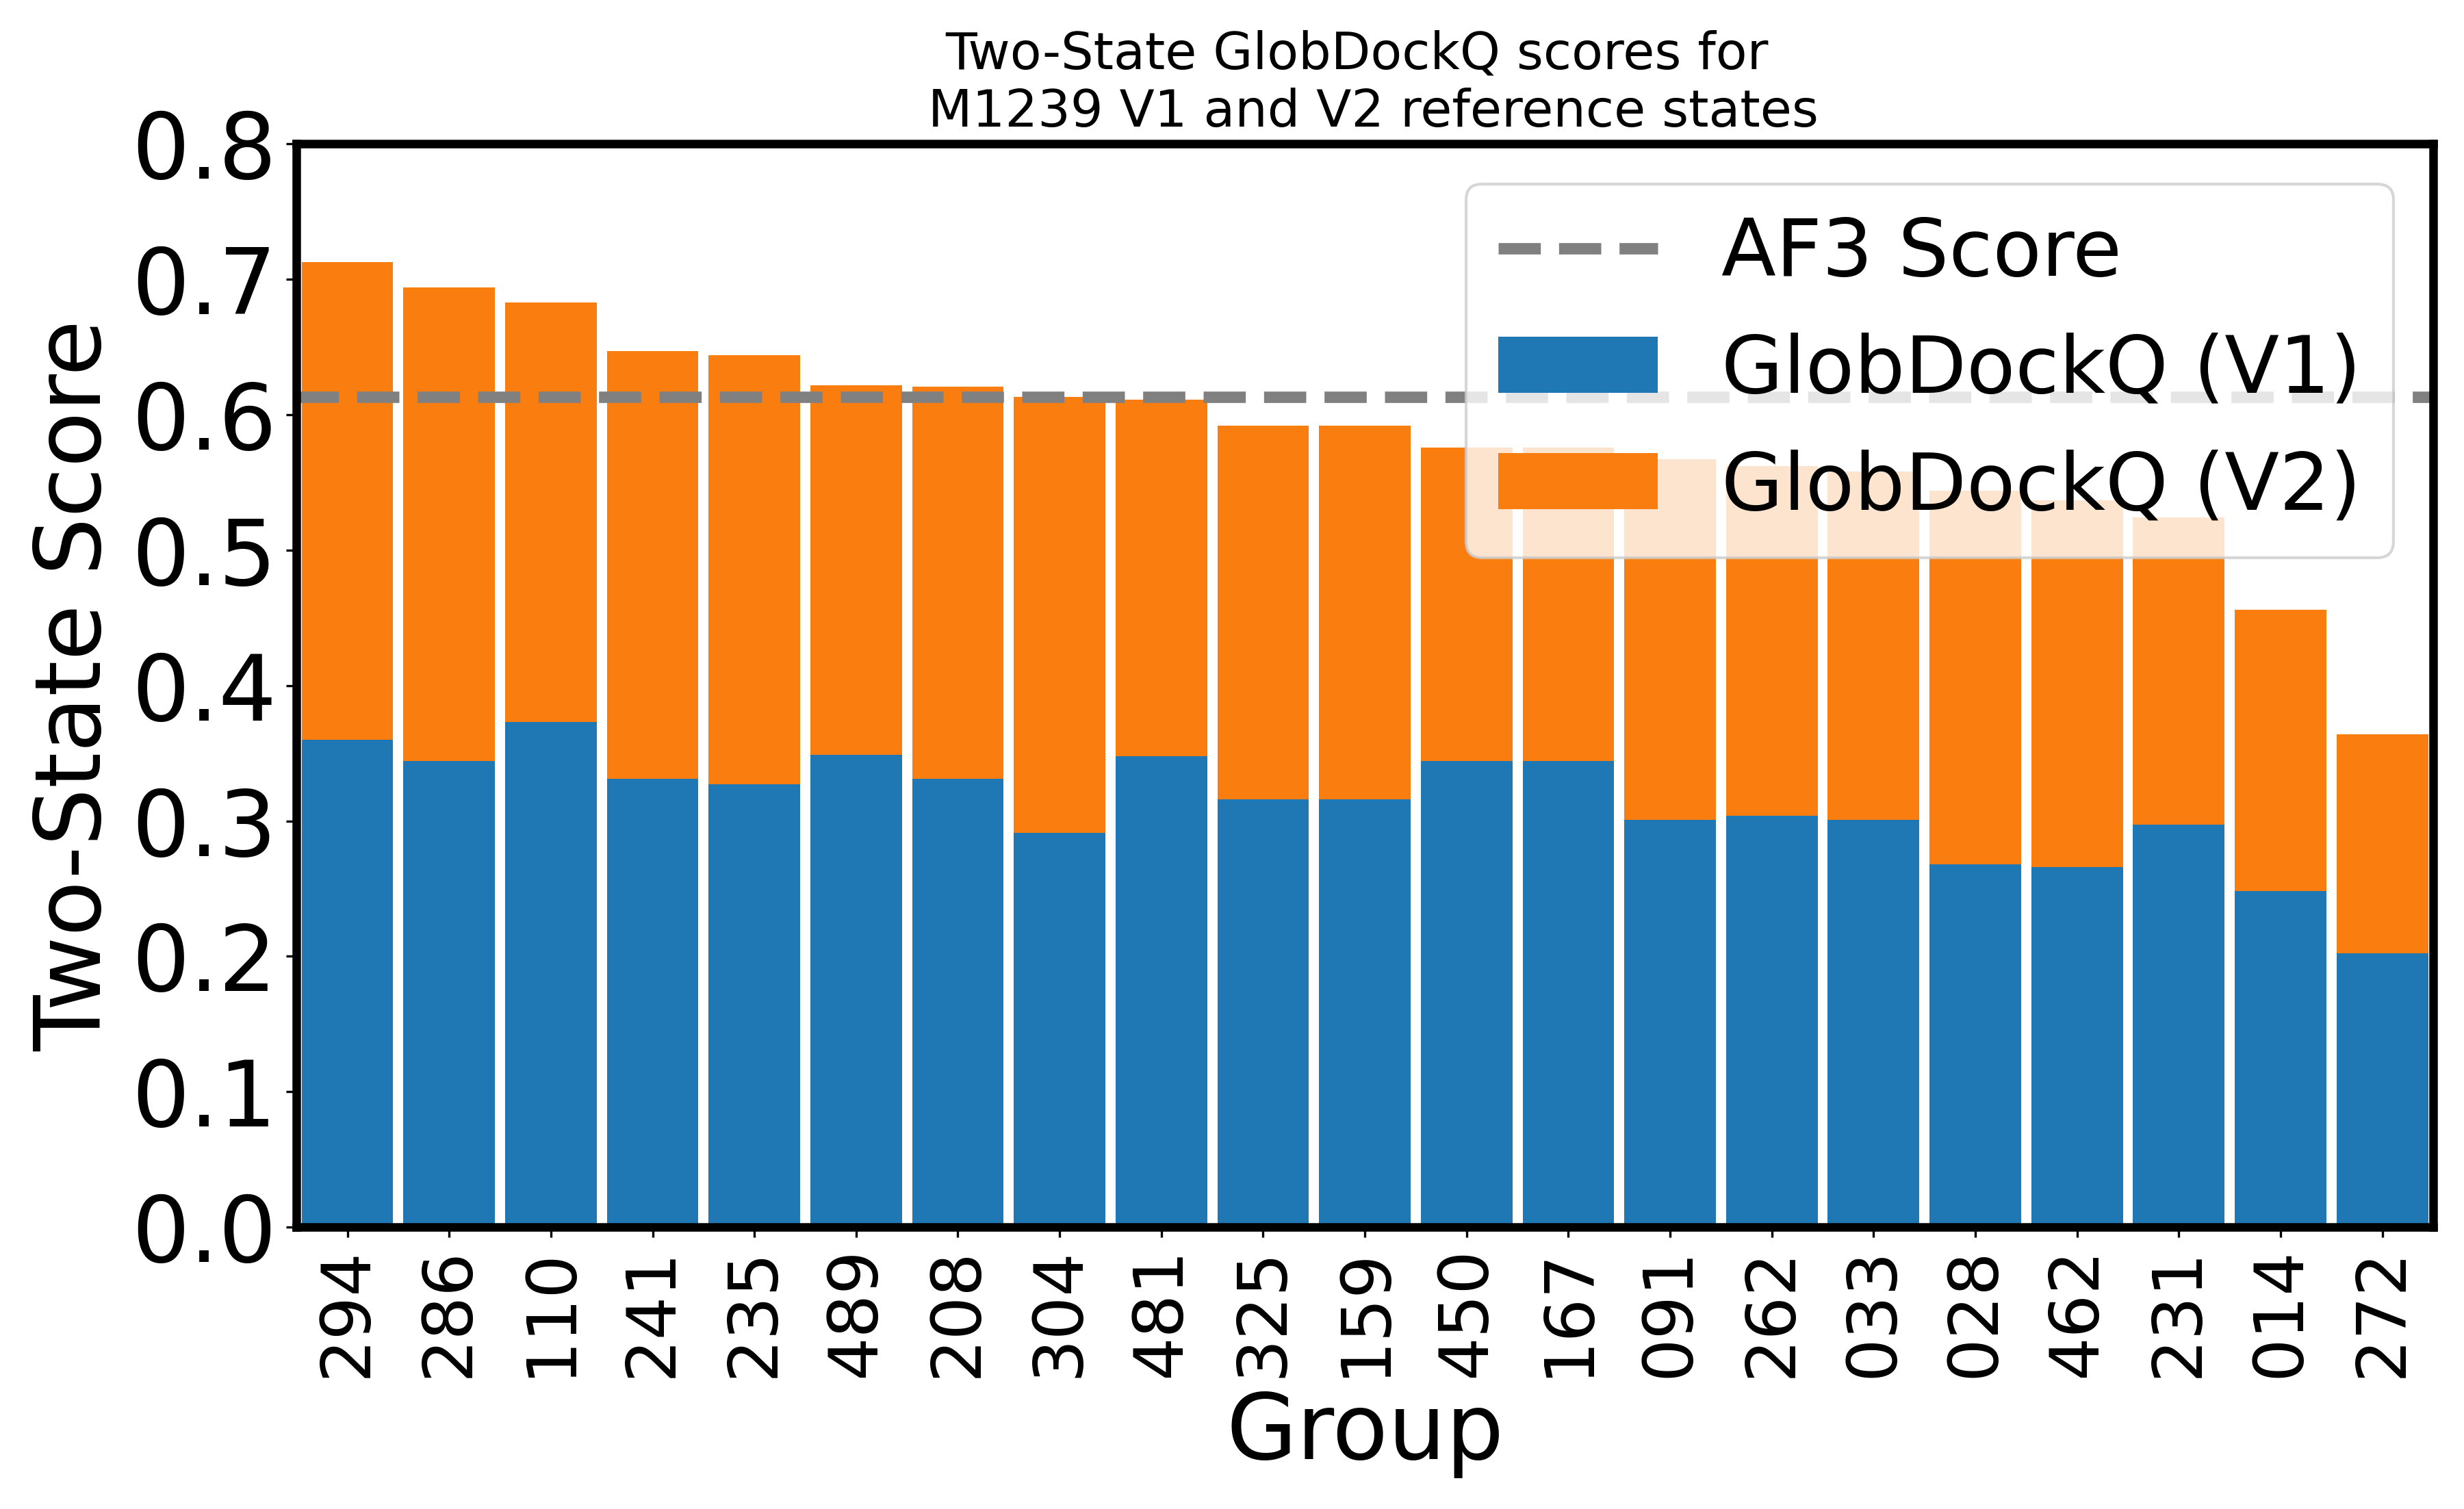 Two-State GlobDockQ scores for
M1239 V1 and V2 reference states
Two-State Score
0.8
0.7
0.6
0.5
0.4
0.3
0.2
0.1
0.0
AF3 Score
GlobDockQ (V1)
GlobDockQ (V2)
294 286 110 241 235 489 208 304 481 325 159 450 167 091 262 033 028 462 231 014 272
Group